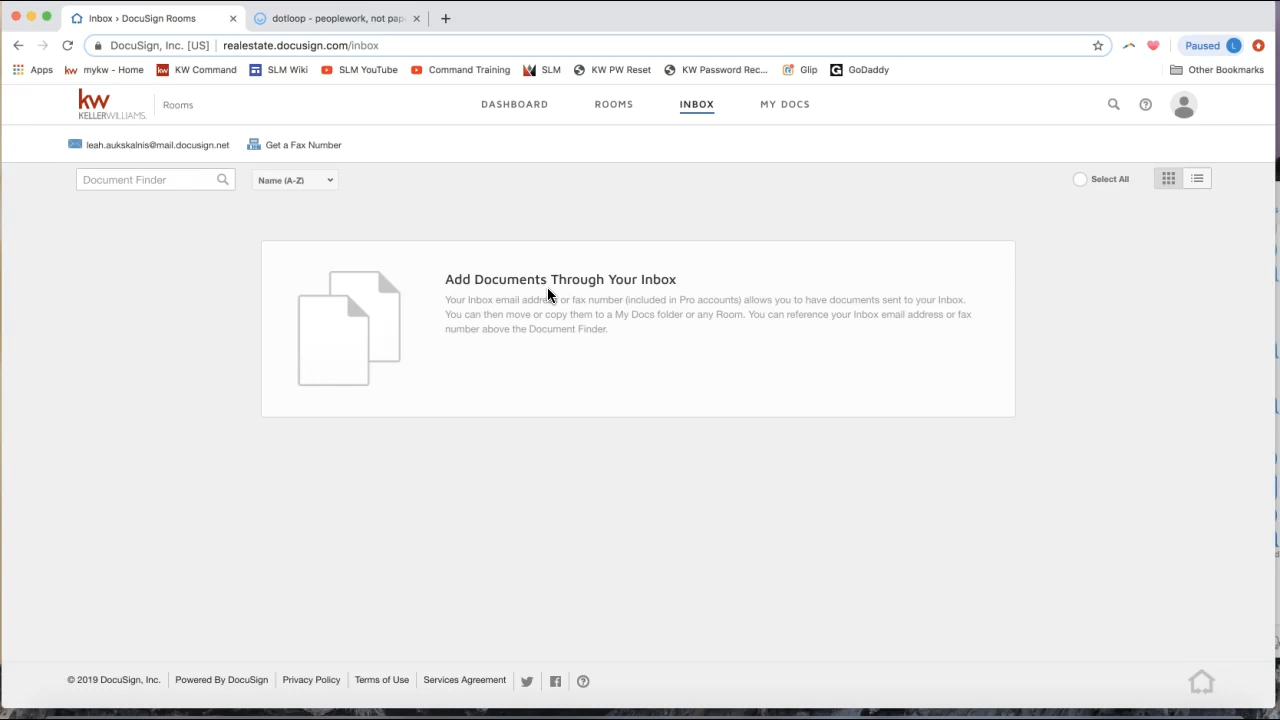 Inbox › DocuSign Rooms
dotloop - peoplework, not pap
DocuSign, Inc. [US]
realestate.docusign.com/inbox
Paused
L
Apps
kw
mykw - Home
kw
KW Command
SLM Wiki
SLM YouTube
Command Training
SLM
KW PW Reset
KW Password Rec...
Glip
GoDaddy
Other Bookmarks
kw
KELLERWILLIAMS.
Rooms
DASHBOARD
ROOMS
INBOX
MY DOCS
leah.aukskalnis@mail.docusign.net
Get a Fax Number
Document Finder
Name (A-Z)
Select All
Add Documents Through Your Inbox
Your Inbox email address or fax number (included in Pro accounts) allows you to have documents sent to your Inbox.
You can then move or copy them to a My Docs folder or any Room. You can reference your Inbox email address or fax
number above the Document Finder.
© 2019 DocuSign, Inc.
Powered By DocuSign
Privacy Policy
Terms of Use
Services Agreement